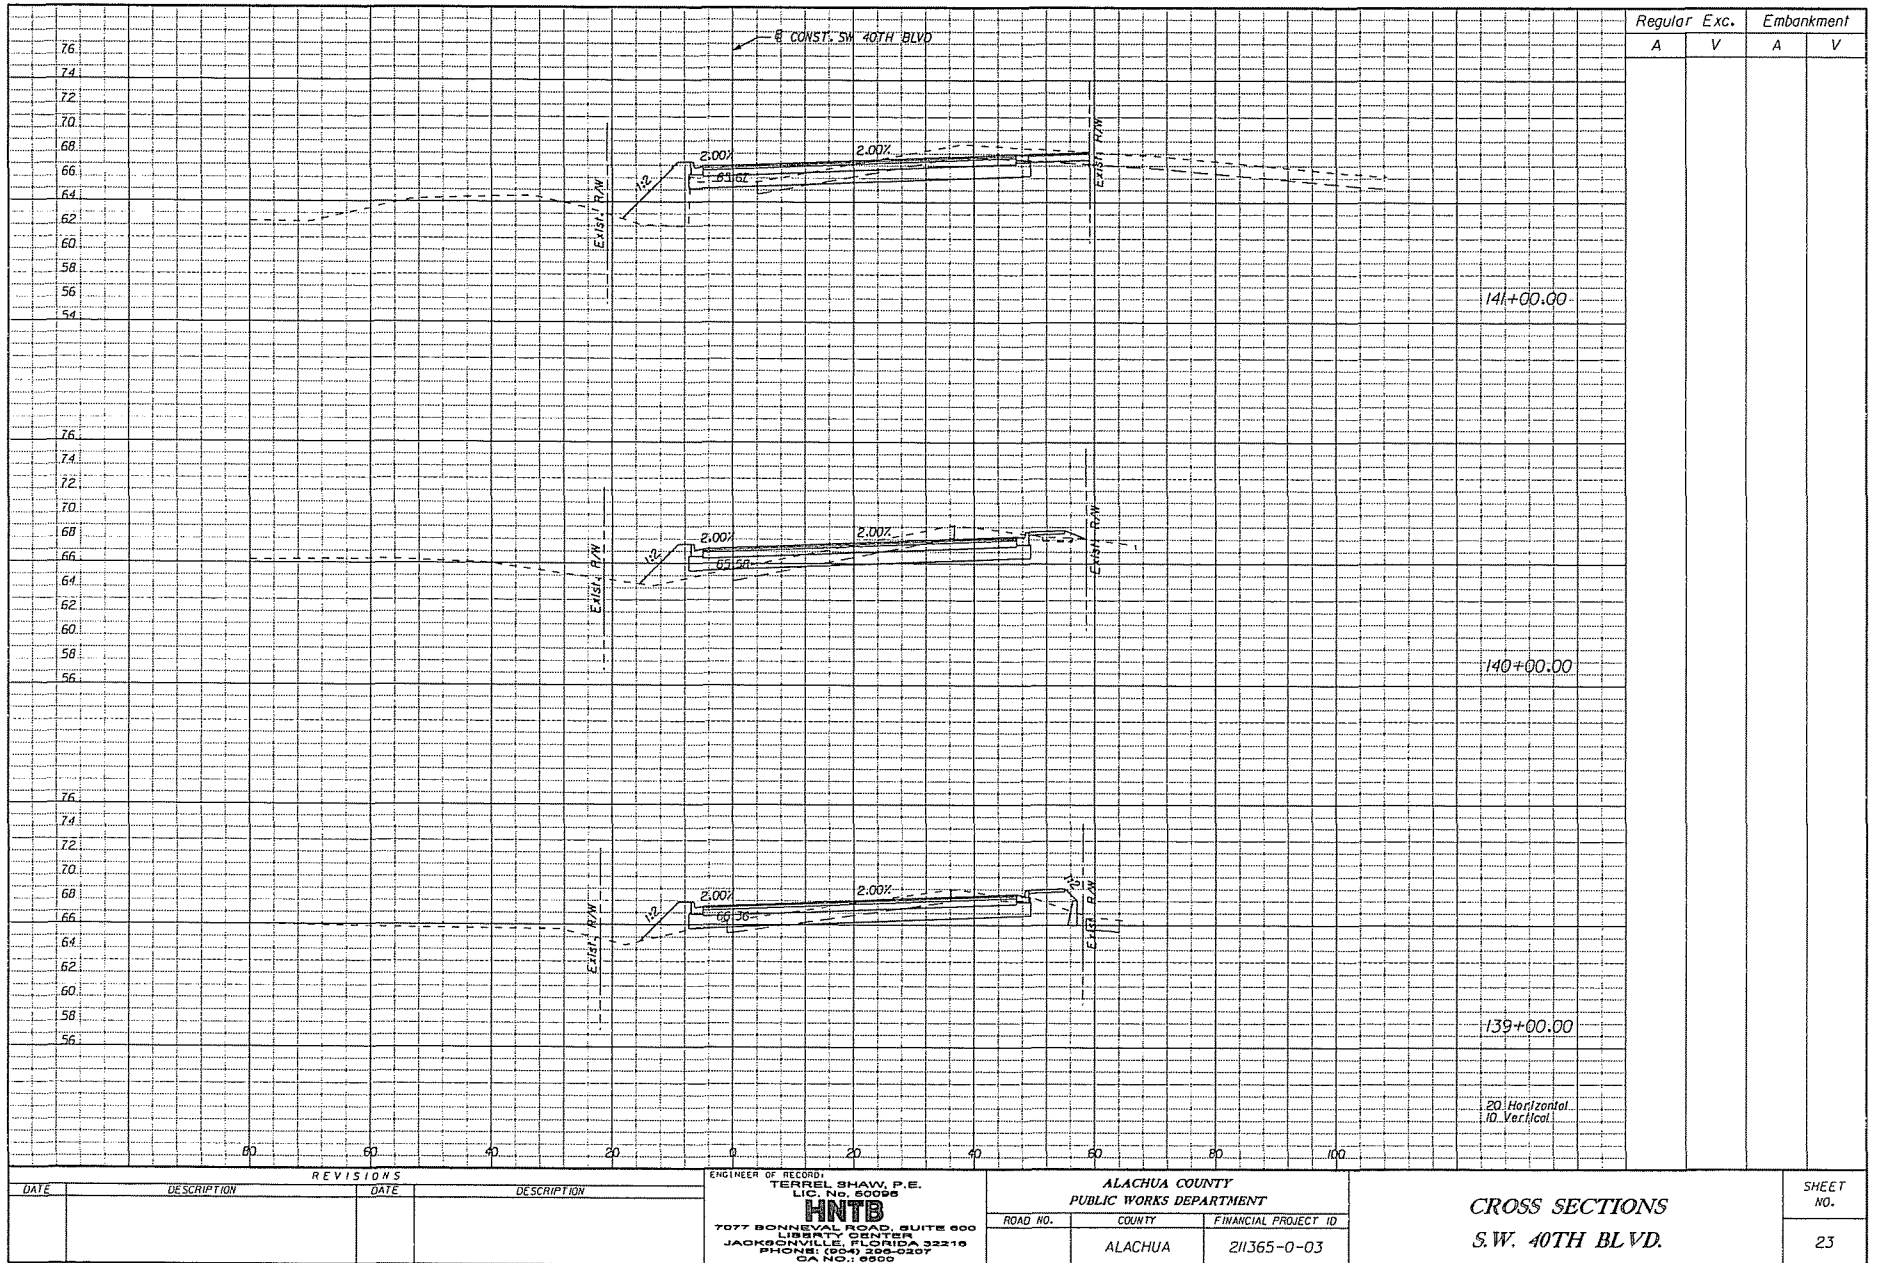 Regular Exc. Embankment
A V A V
℄ CONST. SW 40TH BLVD
76
74
72
70
68
66
64
62
60
58
56
54
Exist. R/W
1:2
2.00%
2.00%
Exist. R/W
141+00.00
76
74
72
70
68
66
64
62
60
58
56
Exist. R/W
1:2
2.00%
2.00%
Exist. R/W
140+00.00
76
74
72
70
68
66
64
62
60
58
56
Exist. R/W
1:2
2.00%
66.36
2.00%
1:2
Exist. R/W
139+00.00
20 Horizontal
10 Vertical
80 60 40 20 0 20 40 60 80 100
REVISIONS
DATE DESCRIPTION DATE DESCRIPTION
ENGINEER OF RECORD:
TERREL SHAW, P.E.
LIC. No. 50098
HNTB
7077 BONNEVAL ROAD, SUITE 600
LIBERTY CENTER
JACKSONVILLE, FLORIDA 32216
PHONE: (904) 296-0207
CA NO.: 6500
ALACHUA COUNTY
PUBLIC WORKS DEPARTMENT
ROAD NO. COUNTY FINANCIAL PROJECT ID
ALACHUA 211365-0-03
CROSS SECTIONS
S.W. 40TH BLVD.
SHEET
NO.
23